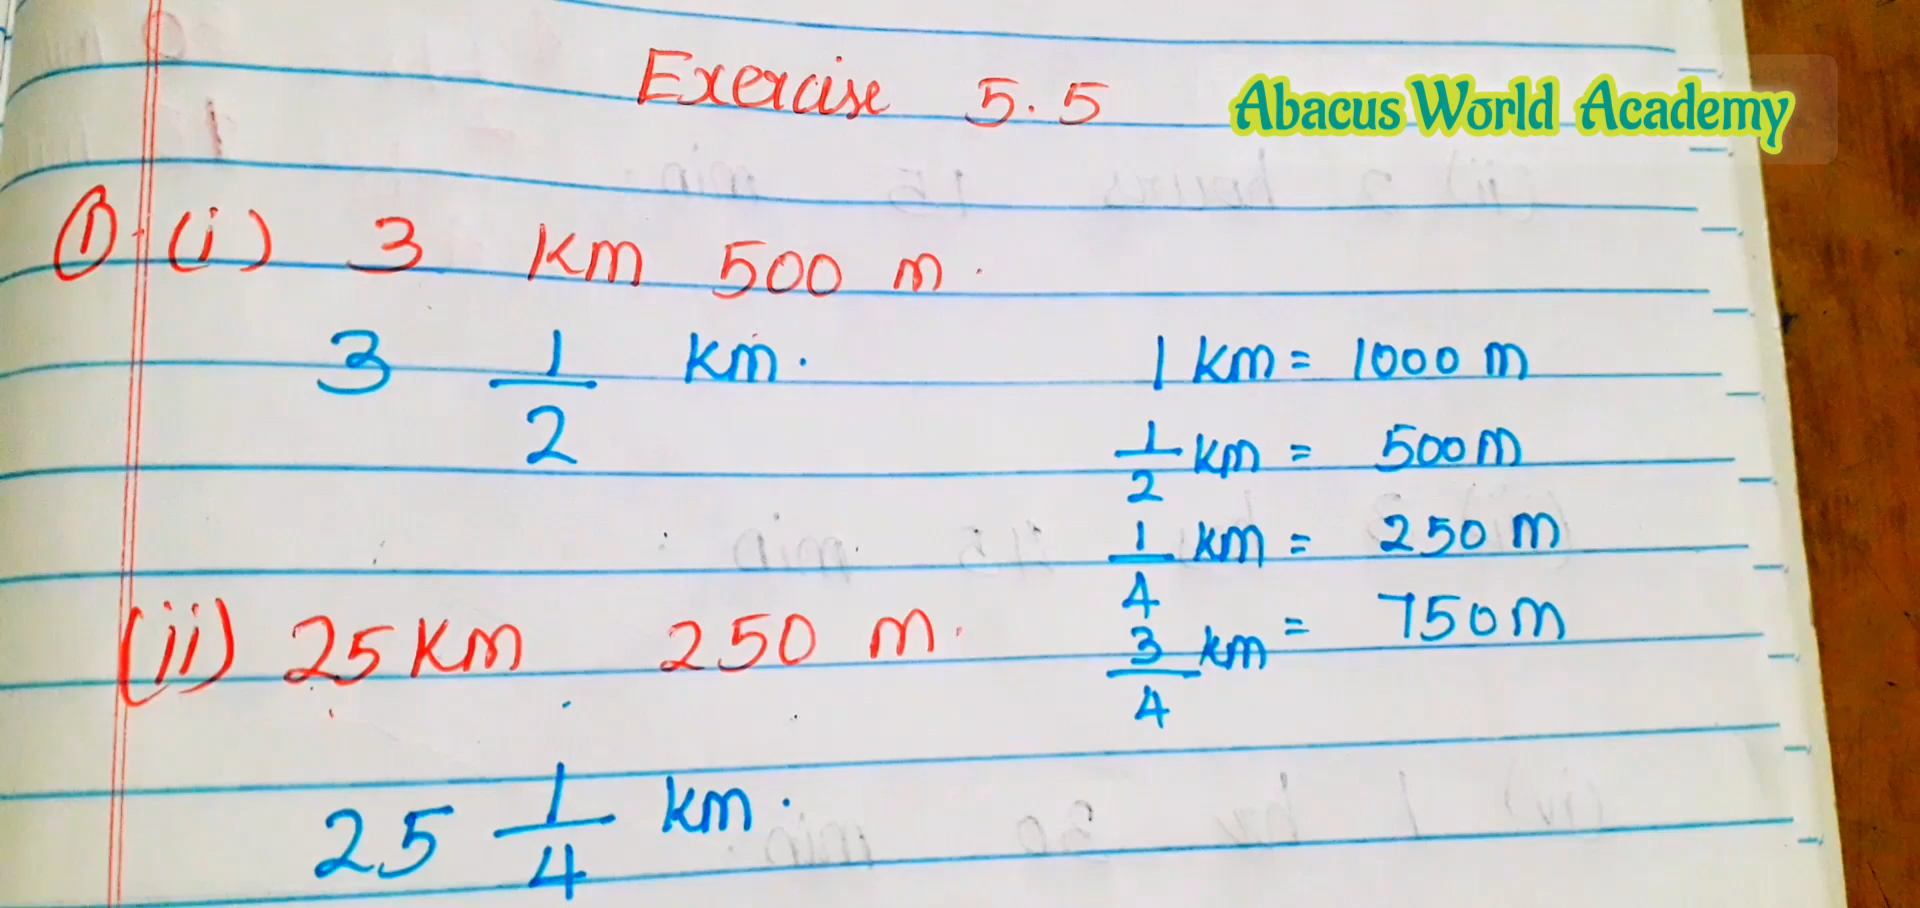 Exercise 5.5
Abacus World Academy
① (i) 3 km 500 m.
3 1/2 km.
1 km = 1000 m
1/2 km = 500 m
1/4 km = 250 m
3/4 km = 750 m
(ii) 25 km 250 m.
25 1/4 km.